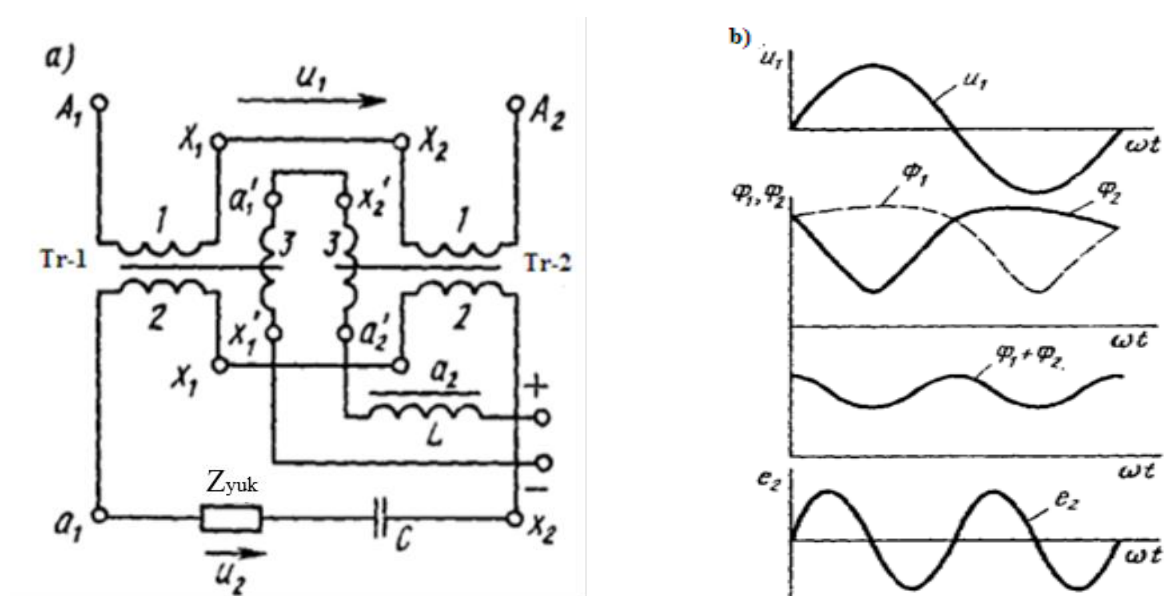 a)
u₁
A₁
A₂
X₁
X₂
a₁'
x₂'
1
3
3
1
Tr-1
Tr-2
2
x₁'
a₂'
2
x₁
a₂
+
L
Zyuk
−
a₁
C
x₂
u₂
b)
u₁
u₁
ωt
Φ₁, Φ₂
Φ₁
Φ₂
ωt
Φ₁+Φ₂
ωt
e₂
e₂
ωt